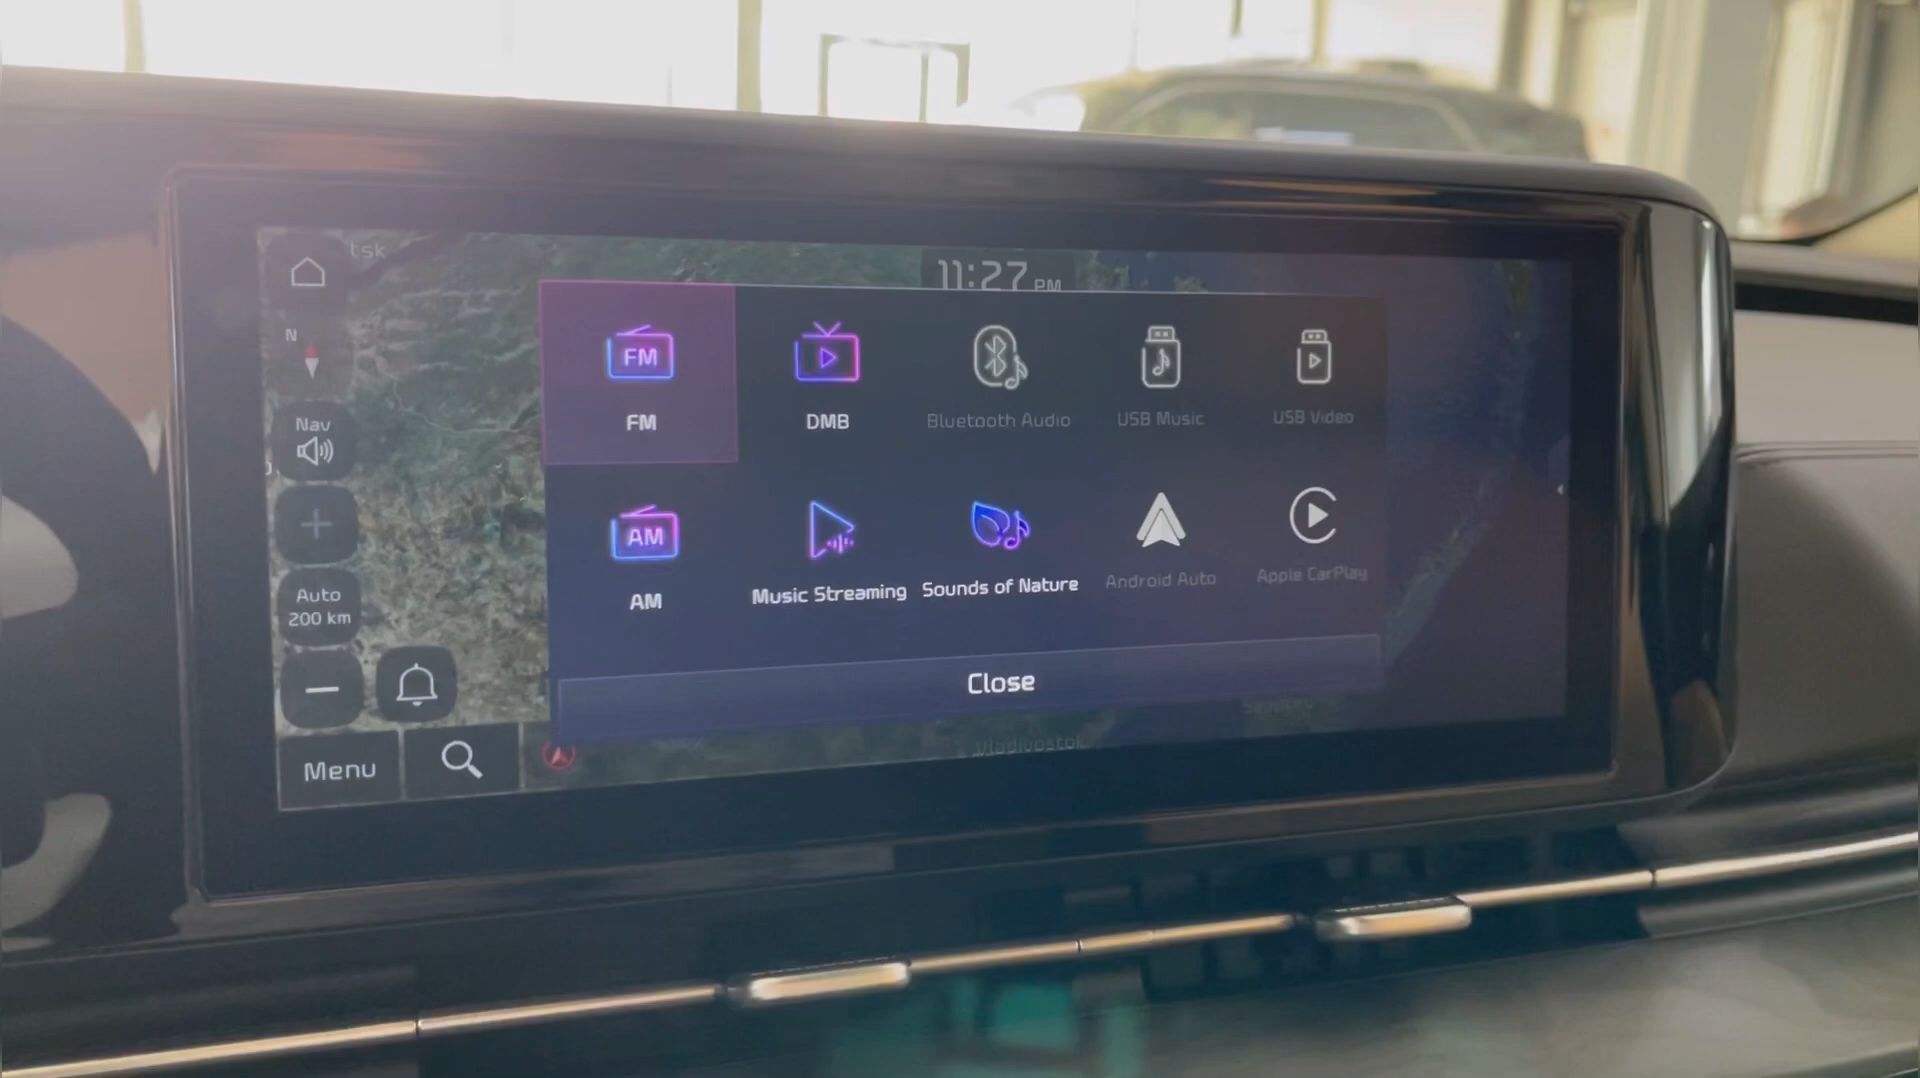 tsk
11:27 PM
N
FM
FM
DMB
Bluetooth Audio
USB Music
USB Video
Nav
AM
AM
Music Streaming
Sounds of Nature
Android Auto
Apple CarPlay
Auto
200 km
Close
Menu
Vladivostok